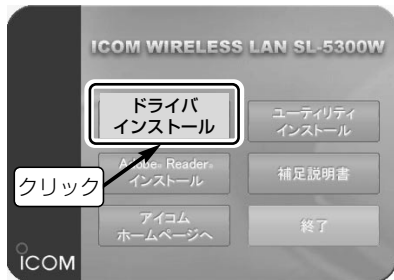 ICOM WIRELESS LAN SL-5300W
ドライバ
インストール
ユーティリティ
インストール
クリック
Adobe® Reader®
インストール
補足説明書
アイコム
ホームページへ
終了
ICOM